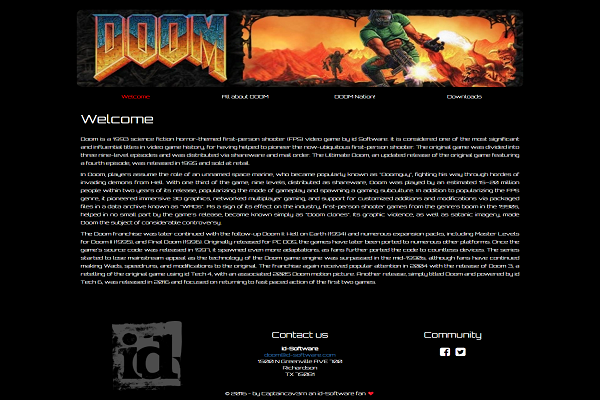 DOOM
Welcome
All about DOOM
DOOM Nation!
Downloads
Welcome
Doom is a 1993 science fiction horror-themed first-person shooter (FPS) video game by id Software. It is considered one of the most significant
and influential titles in video game history, for having helped to pioneer the now-ubiquitous first-person shooter. The original game was divided into
three nine-level episodes and was distributed via shareware and mail order. The Ultimate Doom, an updated release of the original game featuring
a fourth episode, was released in 1995 and sold at retail.
In Doom, players assume the role of an unnamed space marine, who became popularly known as "Doomguy", fighting his way through hordes of
invading demons from Hell. With one third of the game, nine levels, distributed as shareware, Doom was played by an estimated 15–20 million
people within two years of its release, popularizing the mode of gameplay and spawning a gaming subculture. In addition to popularizing the FPS
genre, it pioneered immersive 3D graphics, networked multiplayer gaming, and support for customized additions and modifications via packaged
files in a data archive known as "WADs". As a sign of its effect on the industry, first-person shooter games from the genre's boom in the 1990s,
helped in no small part by the game's release, became known simply as "Doom clones". Its graphic violence, as well as satanic imagery, made
Doom the subject of considerable controversy.
The Doom franchise was later continued with the follow-up Doom II: Hell on Earth (1994) and numerous expansion packs, including Master Levels
for Doom II (1995), and Final Doom (1996). Originally released for PC DOS, the games have later been ported to numerous other platforms. Once the
game's source code was released in 1997, it spawned even more adaptations, as fans further ported the code to countless devices. The series
started to lose mainstream appeal as the technology of the Doom game engine was surpassed in the mid-1990s, although fans have continued
making Wads, speedruns, and modifications to the original. The franchise again received popular attention in 2004 with the release of Doom 3, a
retelling of the original game using id Tech 4, with an associated 2005 Doom motion picture. Another release, simply titled Doom and powered by id
Tech 6, was released in 2016 and focused on returning to fast paced action of the first two games.
id
Contact us
id-Software
doom@id-software.com
1500 N Greenville AVE 700
Richardson
TX 75081
Community
© 2016 - by Captaincav3rn an id-software fan